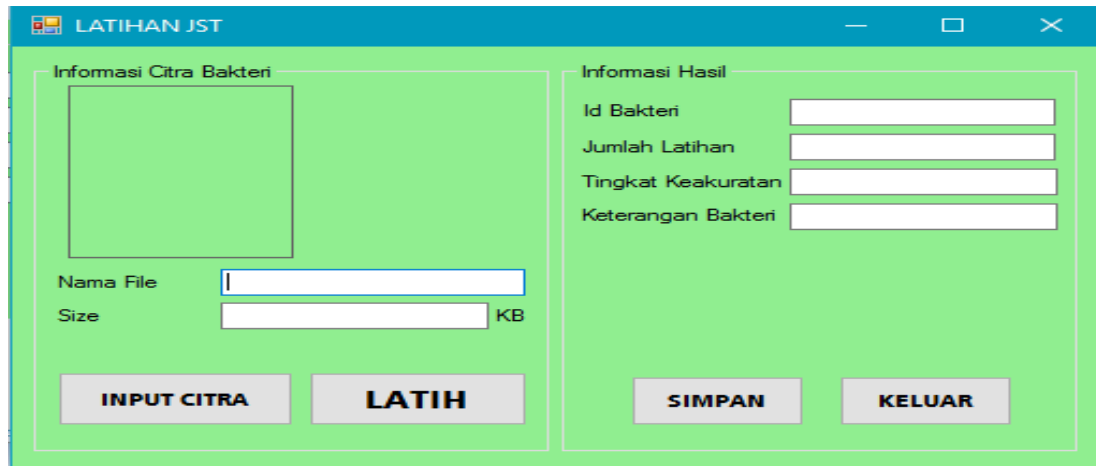 LATIHAN JST
Informasi Citra Bakteri
Nama File
Size
KB
INPUT CITRA
LATIH
Informasi Hasil
Id Bakteri
Jumlah Latihan
Tingkat Keakuratan
Keterangan Bakteri
SIMPAN
KELUAR